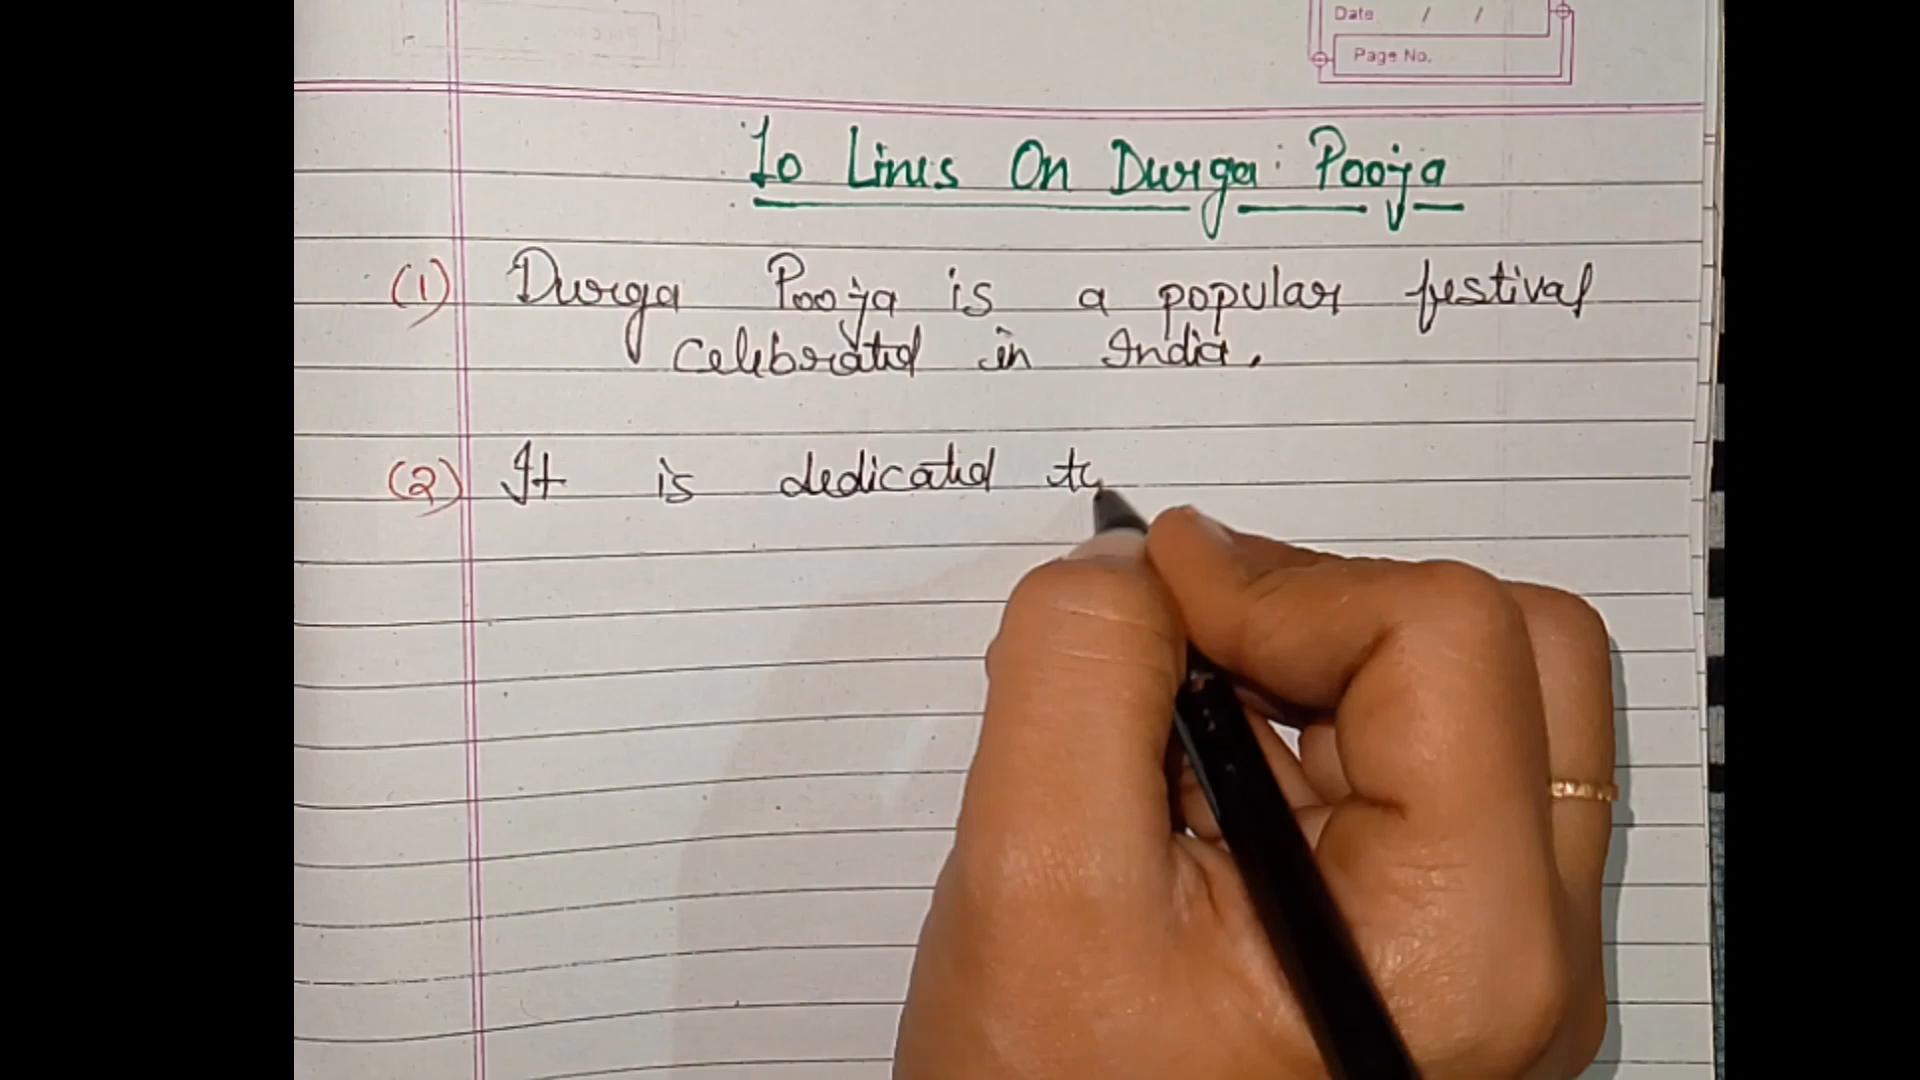 Date / /
Page No.
10 Lines On Durga Pooja
(1) Durga Pooja is a popular festival
celebrated in India.
(2) It is dedicated to